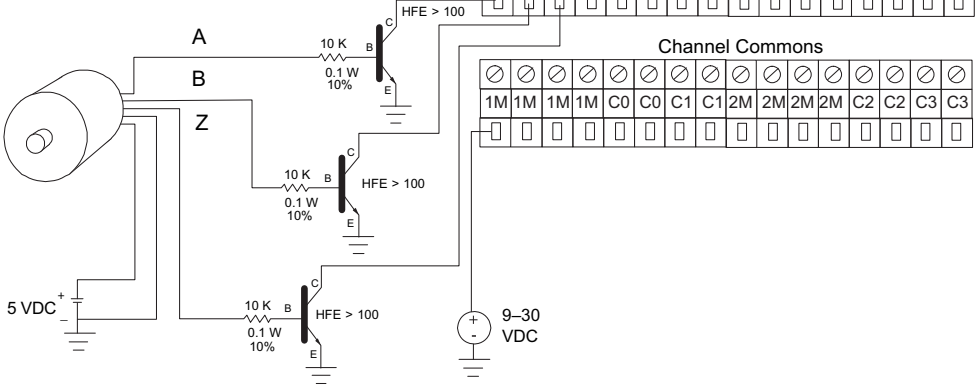 HFE > 100
C
A
10 K
B
0.1 W
10%
E
Channel Commons
B
1M 1M 1M 1M C0 C0 C1 C1 2M 2M 2M 2M C2 C2 C3 C3
Z
C
10 K
B
HFE > 100
0.1 W
10%
E
C
5 VDC
+
–
10 K
B
HFE > 100
0.1 W
10%
E
+
-
9–30
VDC